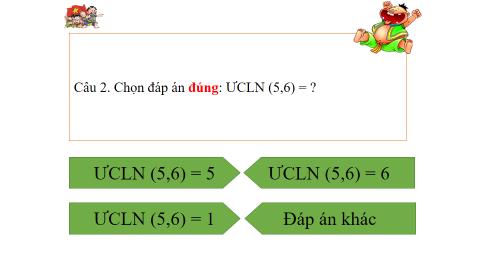 Câu 2. Chọn đáp án đúng: ƯCLN (5,6) = ?
ƯCLN (5,6) = 5
ƯCLN (5,6) = 6
ƯCLN (5,6) = 1
Đáp án khác